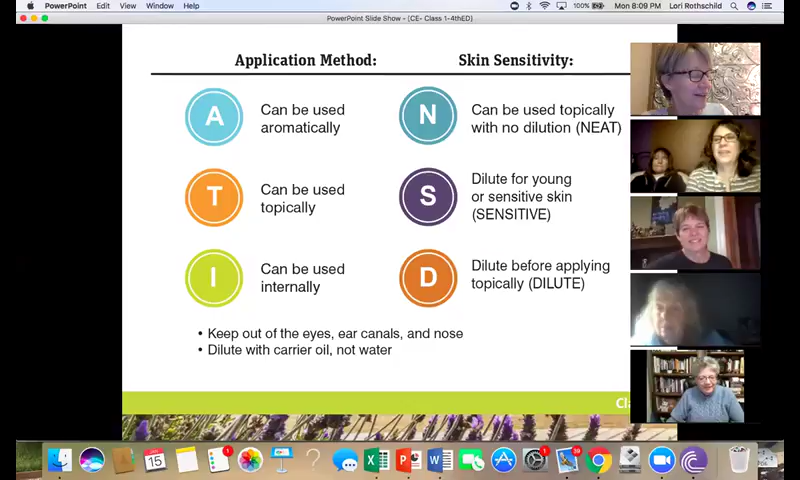 PowerPoint File Edit View Window Help
100% Mon 8:09 PM Lori Rothschild
PowerPoint Slide Show - [CE- Class 1-4thED]
Application Method:
Skin Sensitivity:
A
Can be used
aromatically
N
Can be used topically
with no dilution (NEAT)
T
Can be used
topically
S
Dilute for young
or sensitive skin
(SENSITIVE)
I
Can be used
internally
D
Dilute before applying
topically (DILUTE)
• Keep out of the eyes, ear canals, and nose
• Dilute with carrier oil, not water
Cl
JAN
15